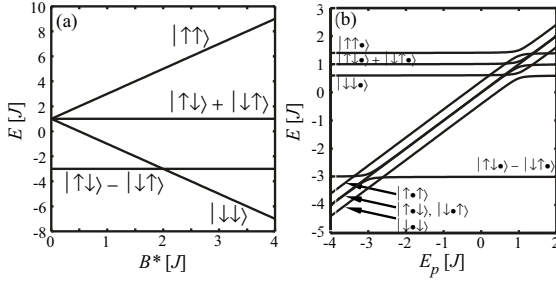 (a)
10
8
6
4
2
0
-2
-4
-6
-8
E [J]
|↑↑⟩
|↑↓⟩ + |↓↑⟩
|↑↓⟩ − |↓↑⟩
|↓↓⟩
0 1 2 3 4
B* [J]
(b)
3
2
1
0
-1
-2
-3
-4
-5
E [J]
|↑↑•⟩
|↑↓•⟩ + |↓↑•⟩
|↓↓•⟩
|↑↓•⟩ − |↓↑•⟩
|↑•↑⟩
|↑•↓⟩, |↓•↑⟩
|↓•↓⟩
-4 -3 -2 -1 0 1 2
E_p [J]